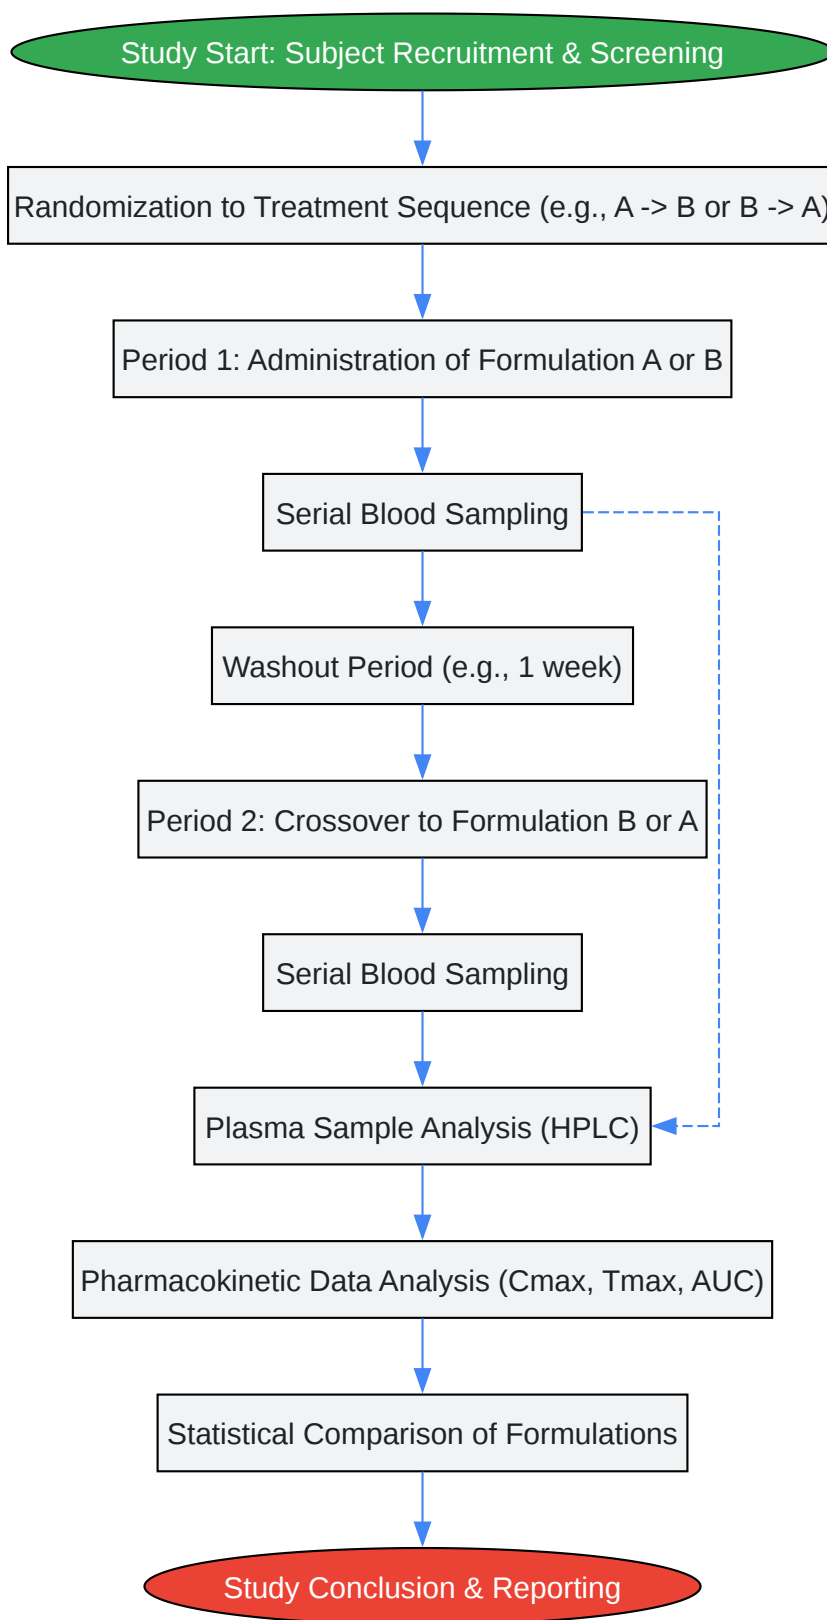 Study Start: Subject Recruitment & Screening
Randomization to Treatment Sequence (e.g., A -> B or B -> A)
Period 1: Administration of Formulation A or B
Serial Blood Sampling
Washout Period (e.g., 1 week)
Period 2: Crossover to Formulation B or A
Serial Blood Sampling
Plasma Sample Analysis (HPLC)
Pharmacokinetic Data Analysis (Cmax, Tmax, AUC)
Statistical Comparison of Formulations
Study Conclusion & Reporting